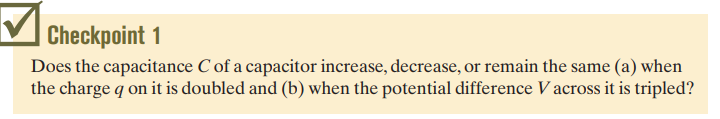 Checkpoint 1
Does the capacitance C of a capacitor increase, decrease, or remain the same (a) when
the charge q on it is doubled and (b) when the potential difference V across it is tripled?